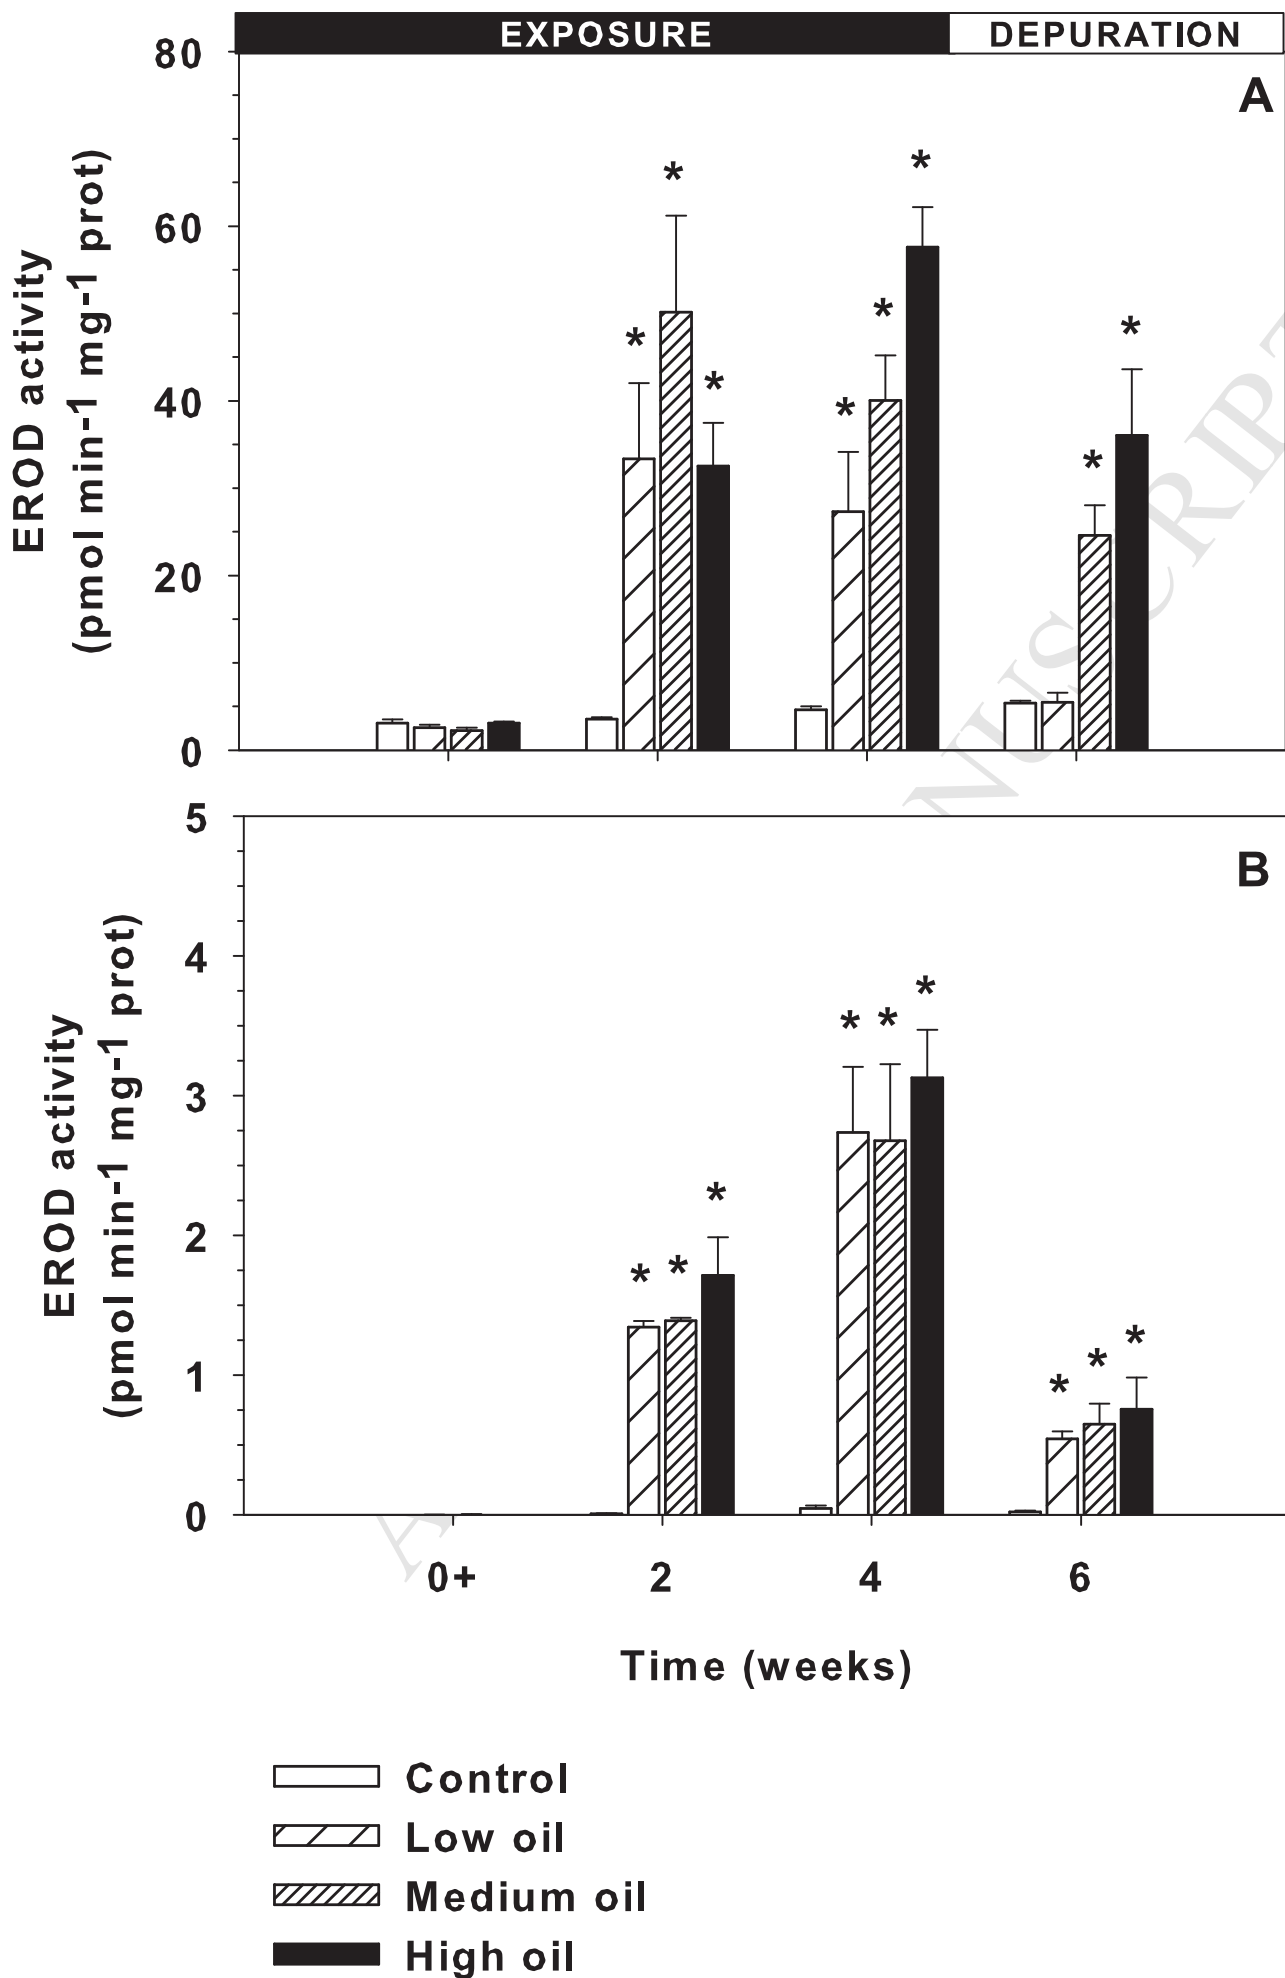 EXPOSURE DEPURATION
A
EROD activity
(pmol min-1 mg-1 prot)
80
60
40
20
0
* * *
* * *
* *
B
EROD activity
(pmol min-1 mg-1 prot)
5
4
3
2
1
0
* * *
* * *
* * *
0+ 2 4 6
Time (weeks)
Control
Low oil
Medium oil
High oil